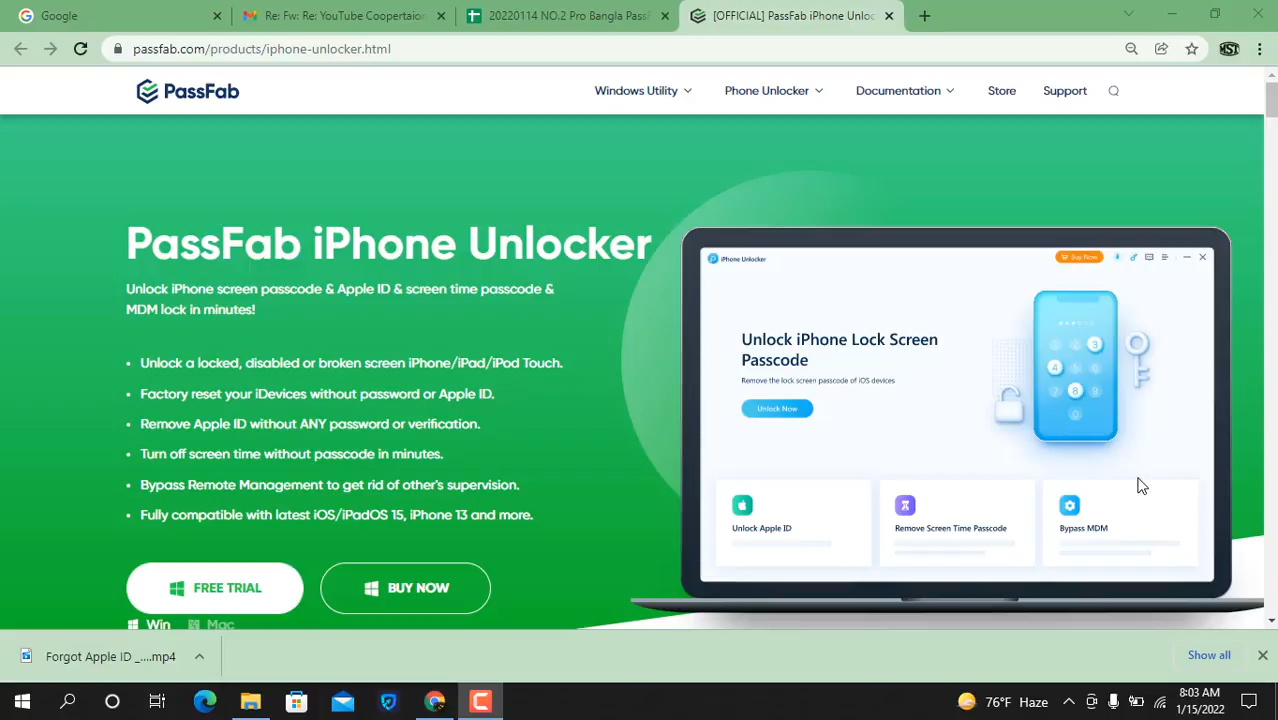 Google
Re: Fw: Re: YouTube Coopertaion
20220114 NO.2 Pro Bangla PassF
[OFFICIAL] PassFab iPhone Unloc
passfab.com/products/iphone-unlocker.html
PassFab
Windows Utility
Phone Unlocker
Documentation
Store
Support
PassFab iPhone Unlocker
Unlock iPhone screen passcode & Apple ID & screen time passcode &
MDM lock in minutes!
• Unlock a locked, disabled or broken screen iPhone/iPad/iPod Touch.
• Factory reset your iDevices without password or Apple ID.
• Remove Apple ID without ANY password or verification.
• Turn off screen time without passcode in minutes.
• Bypass Remote Management to get rid of other's supervision.
• Fully compatible with latest iOS/iPadOS 15, iPhone 13 and more.
FREE TRIAL
BUY NOW
Win
Mac
iPhone Unlocker
Buy Now
Unlock iPhone Lock Screen
Passcode
Remove the lock screen passcode of iOS devices
Unlock Now
3
4
8
Unlock Apple ID
Remove Screen Time Passcode
Bypass MDM
Forgot Apple ID _....mp4
Show all
76°F Haze
8:03 AM
1/15/2022